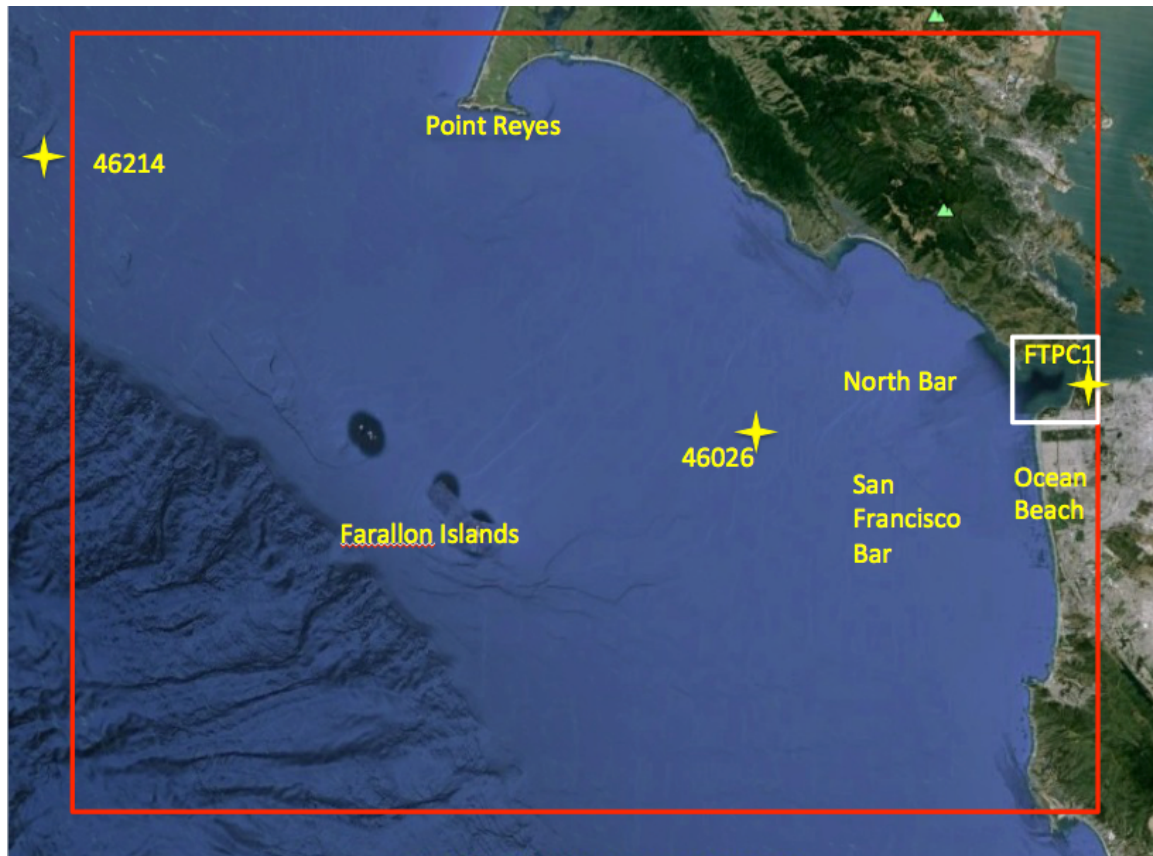 Point Reyes
46214
FTPC1
North Bar
46026
San
Francisco
Bar
Ocean
Beach
Farallon Islands